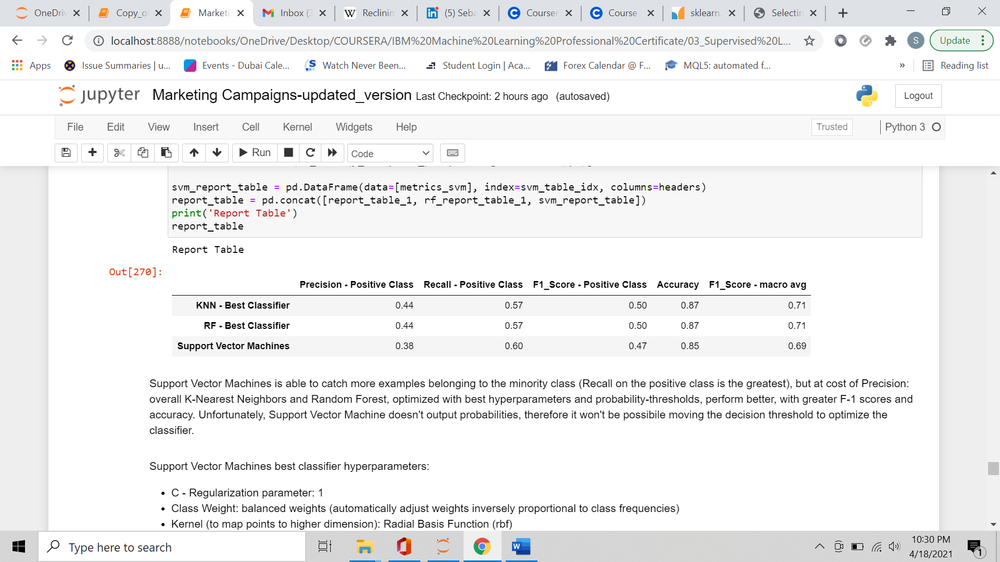 OneDri
Copy_o
Marketi
Inbox (3
Reclinin
(5) Seba
Courser
Course
sklearn.
Selectin
localhost:8888/notebooks/OneDrive/Desktop/COURSERA/IBM%20Machine%20Learning%20Professional%20Certificate/03_Supervised%20L...
S
Update
Apps
Issue Summaries | u...
Events - Dubai Cale...
Watch Never Been...
Student Login | Aca...
Forex Calendar @ F...
MQL5: automated f...
»
Reading list
jupyter Marketing Campaigns-updated_version Last Checkpoint: 2 hours ago (autosaved)
Logout
File Edit View Insert Cell Kernel Widgets Help
Trusted
Python 3
Run
Code
svm_report_table = pd.DataFrame(data=[metrics_svm], index=svm_table_idx, columns=headers)
report_table = pd.concat([report_table_1, rf_report_table_1, svm_report_table])
print('Report Table')
report_table
Report Table
Out[270]:
Precision - Positive Class Recall - Positive Class F1_Score - Positive Class Accuracy F1_Score - macro avg
KNN - Best Classifier 0.44 0.57 0.50 0.87 0.71
RF - Best Classifier 0.44 0.57 0.50 0.87 0.71
Support Vector Machines 0.38 0.60 0.47 0.85 0.69
Support Vector Machines is able to catch more examples belonging to the minority class (Recall on the positive class is the greatest), but at cost of Precision:
overall K-Nearest Neighbors and Random Forest, optimized with best hyperparameters and probability-thresholds, perform better, with greater F-1 scores and
accuracy. Unfortunately, Support Vector Machine doesn't output probabilities, therefore it won't be possibile moving the decision threshold to optimize the
classifier.
Support Vector Machines best classifier hyperparameters:
• C - Regularization parameter: 1
• Class Weight: balanced weights (automatically adjust weights inversely proportional to class frequencies)
• Kernel (to map points to higher dimension): Radial Basis Function (rbf)
Type here to search
10:30 PM
4/18/2021
1